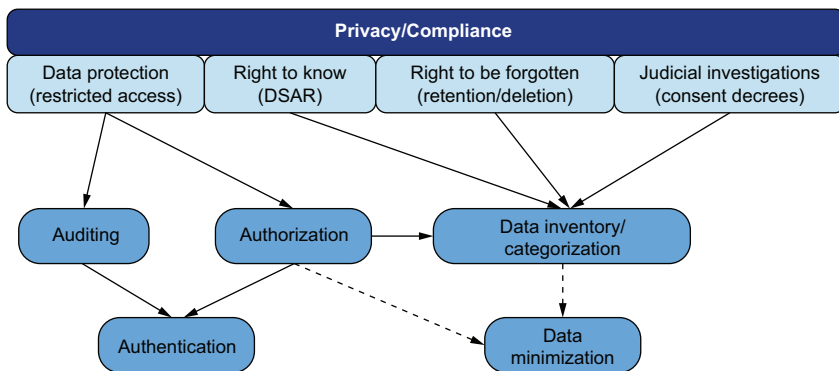 Privacy/Compliance
Data protection
(restricted access)
Right to know
(DSAR)
Right to be forgotten
(retention/deletion)
Judicial investigations
(consent decrees)
Auditing
Authorization
Data inventory/
categorization
Authentication
Data
minimization